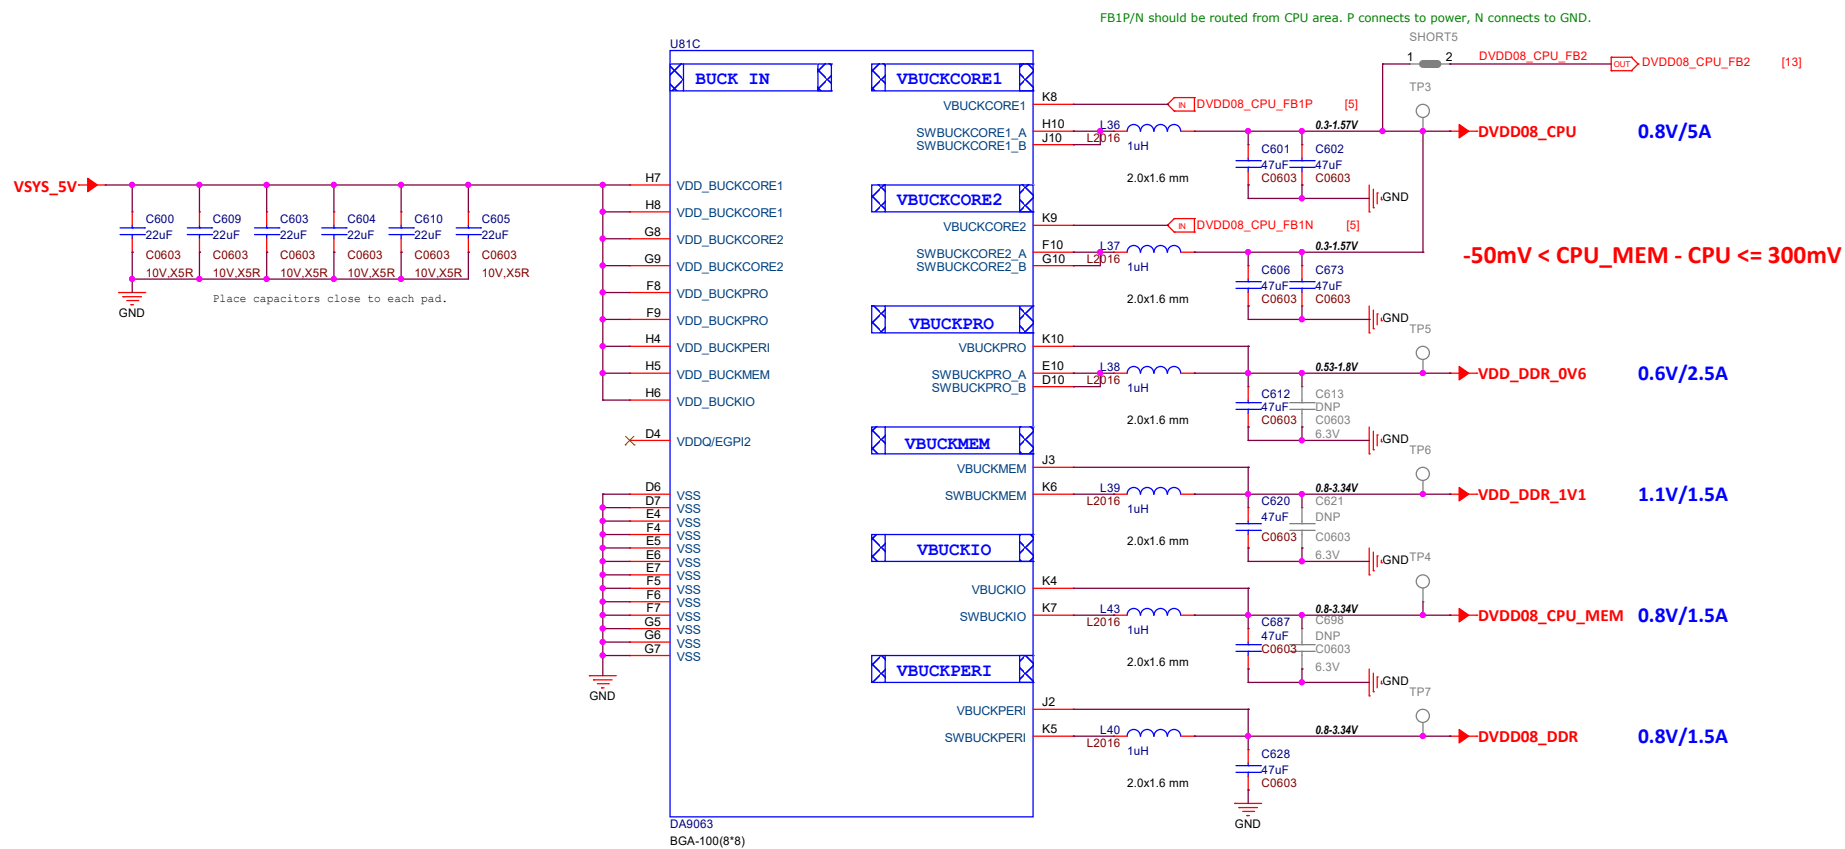 FB1P/N should be routed from CPU area. P connects to power, N connects to GND.
SHORT5
1 2 DVDD08_CPU_FB2 OUT DVDD08_CPU_FB2 [13]
TP3
U81C
BUCK IN
VBUCKCORE1
VBUCKCORE1 K8 IN DVDD08_CPU_FB1P [5]
SWBUCKCORE1_A H10 L36 0.3-1.57V DVDD08_CPU 0.8V/5A
SWBUCKCORE1_B J10 L2016
1uH
C601 C602
47uF 47uF
C0603 C0603
2.0x1.6 mm
GND
VSYS_5V
H7 VDD_BUCKCORE1
H8 VDD_BUCKCORE1
G8 VDD_BUCKCORE2
G9 VDD_BUCKCORE2
F8 VDD_BUCKPRO
F9 VDD_BUCKPRO
H4 VDD_BUCKPERI
H5 VDD_BUCKMEM
H6 VDD_BUCKIO
D4 VDDQ/EGPI2
C600 C609 C603 C604 C610 C605
22uF 22uF 22uF 22uF 22uF 22uF
C0603 C0603 C0603 C0603 C0603 C0603
10V,X5R 10V,X5R 10V,X5R 10V,X5R 10V,X5R 10V,X5R
Place capacitors close to each pad.
GND
VBUCKCORE2
VBUCKCORE2 K9 IN DVDD08_CPU_FB1N [5]
SWBUCKCORE2_A F10 L37 0.3-1.57V
SWBUCKCORE2_B G10 L2016
1uH
C606 C673
47uF 47uF
C0603 C0603
2.0x1.6 mm
GND
-50mV < CPU_MEM - CPU <= 300mV
TP5
VBUCKPRO
VBUCKPRO K10
SWBUCKPRO_A E10 L38 0.53-1.8V VDD_DDR_0V6 0.6V/2.5A
SWBUCKPRO_B D10 L2016
1uH
C612 C613
47uF DNP
C0603 C0603
6.3V
2.0x1.6 mm
GND
TP6
VBUCKMEM
VBUCKMEM J3
SWBUCKMEM K6 L39 0.8-3.34V VDD_DDR_1V1 1.1V/1.5A
L2016
1uH
C620 C621
47uF DNP
C0603 C0603
6.3V
2.0x1.6 mm
GND
TP4
D6 VSS
D7 VSS
E4 VSS
F4 VSS
E5 VSS
E6 VSS
E7 VSS
F5 VSS
F6 VSS
F7 VSS
G5 VSS
G6 VSS
G7 VSS
GND
VBUCKIO
VBUCKIO K4
SWBUCKIO K7 L43 0.8-3.34V DVDD08_CPU_MEM 0.8V/1.5A
L2016
1uH
C687 C698
47uF DNP
C0603 C0603
6.3V
2.0x1.6 mm
GND
TP7
VBUCKPERI
VBUCKPERI J2
SWBUCKPERI K5 L40 0.8-3.34V DVDD08_DDR 0.8V/1.5A
L2016
1uH
C628
47uF
C0603
2.0x1.6 mm
GND
DA9063
BGA-100(8*8)